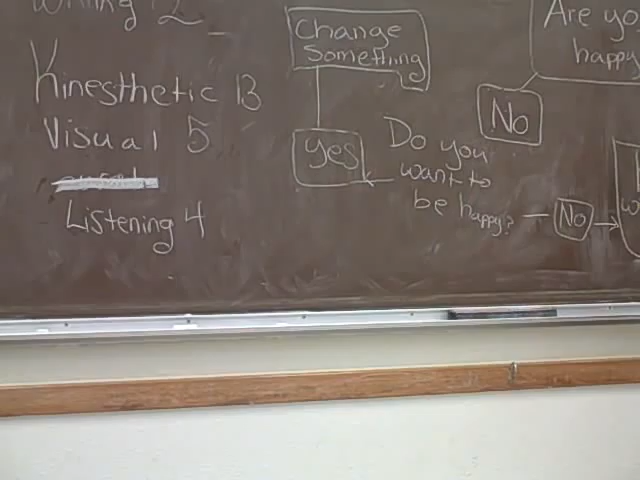 Writing 2
Kinesthetic 13
Visual 5
Listening 4
Change
Something
yes
Do you
want to
be happy?
No
Are you
happy
No